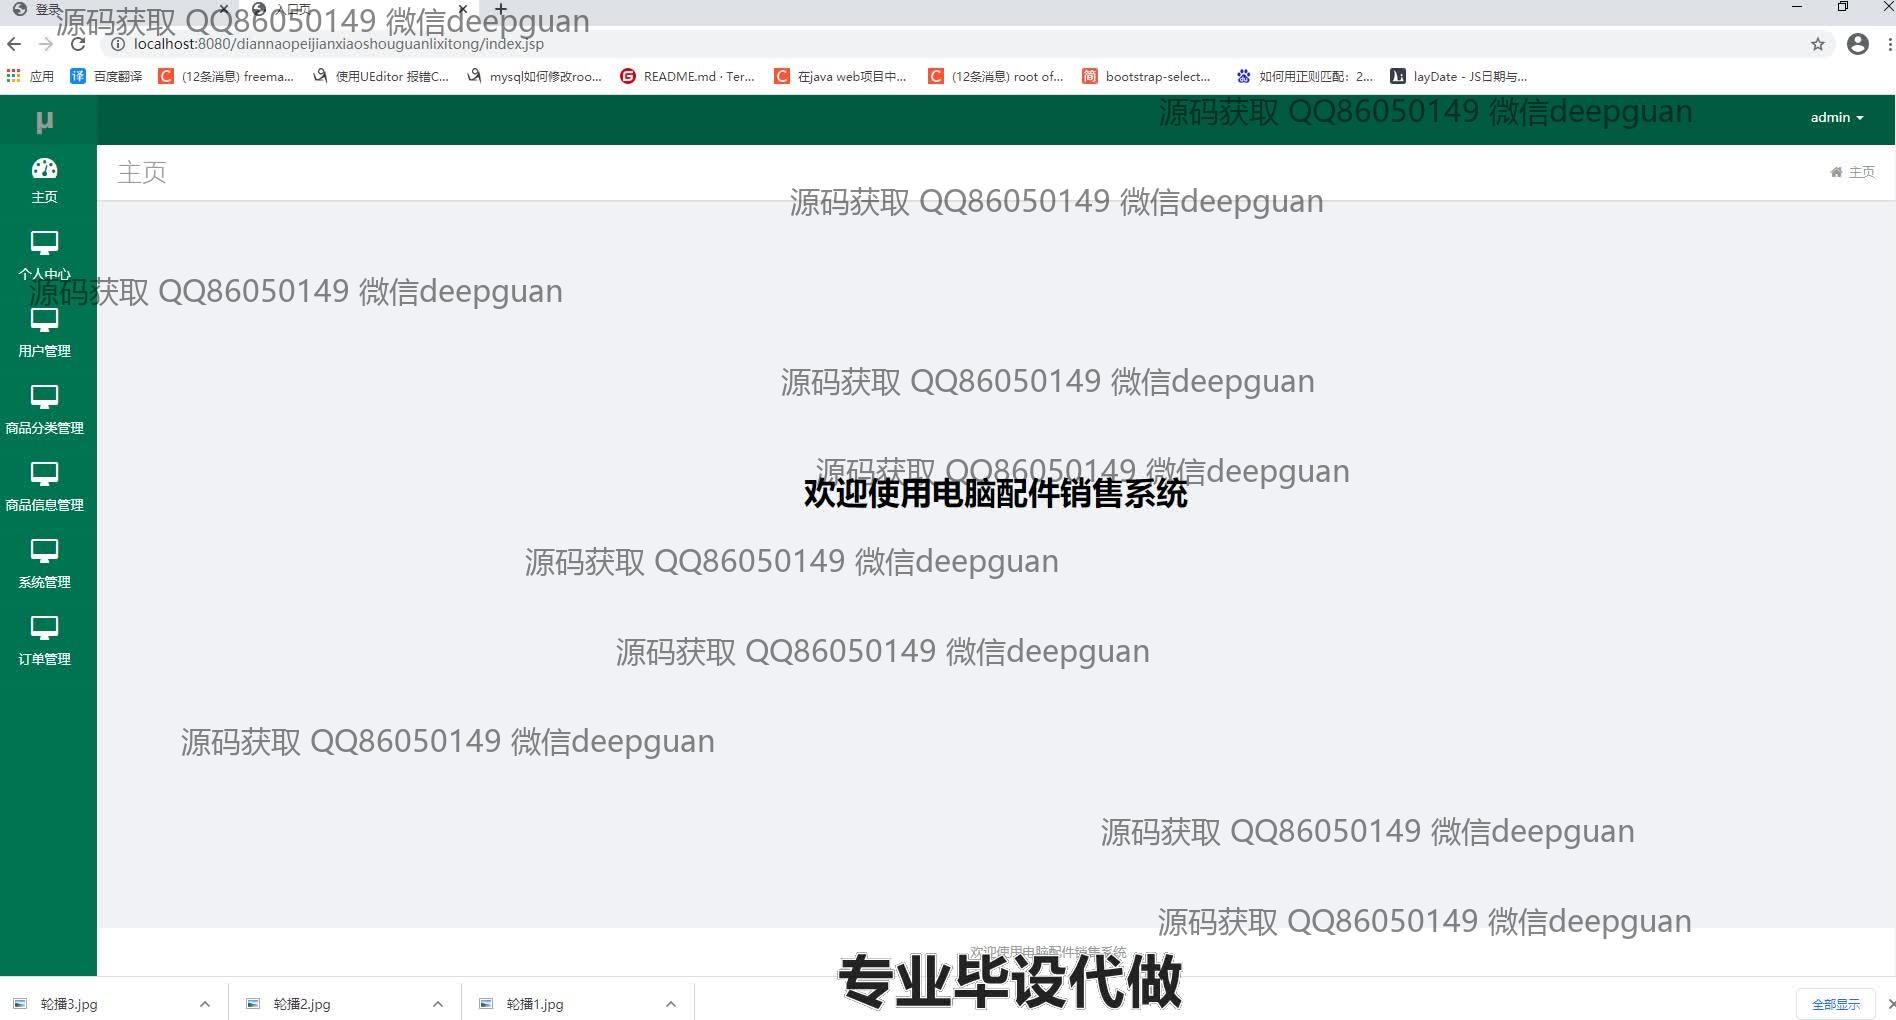 登录
入口页
源码获取 QQ86050149 微信deepguan
localhost:8080/diannaopeijianxiaoshouguanlixitong/index.jsp
应用
百度翻译
(12条消息) freema...
使用UEditor 报错C...
mysql如何修改roo...
README.md · Ter...
在java web项目中...
(12条消息) root of...
bootstrap-select...
如何用正则匹配：2...
layDate - JS日期与...
μ
源码获取 QQ86050149 微信deepguan
admin
主页
主页
主页
源码获取 QQ86050149 微信deepguan
个人中心
源码获取 QQ86050149 微信deepguan
用户管理
源码获取 QQ86050149 微信deepguan
商品分类管理
源码获取 QQ86050149 微信deepguan
欢迎使用电脑配件销售系统
商品信息管理
源码获取 QQ86050149 微信deepguan
系统管理
源码获取 QQ86050149 微信deepguan
订单管理
源码获取 QQ86050149 微信deepguan
源码获取 QQ86050149 微信deepguan
源码获取 QQ86050149 微信deepguan
欢迎使用电脑配件销售系统
专业毕设代做
轮播3.jpg
轮播2.jpg
轮播1.jpg
全部显示